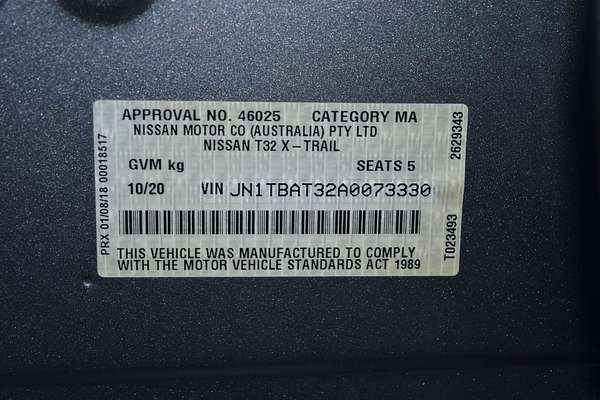 APPROVAL NO. 46025 CATEGORY MA
NISSAN MOTOR CO (AUSTRALIA) PTY LTD
NISSAN T32 X-TRAIL
GVM kg SEATS 5
10/20 VIN JN1TBAT32A0073330
THIS VEHICLE WAS MANUFACTURED TO COMPLY
WITH THE MOTOR VEHICLE STANDARDS ACT 1989
PRX 01/08/18 00018517
2629343
T023493